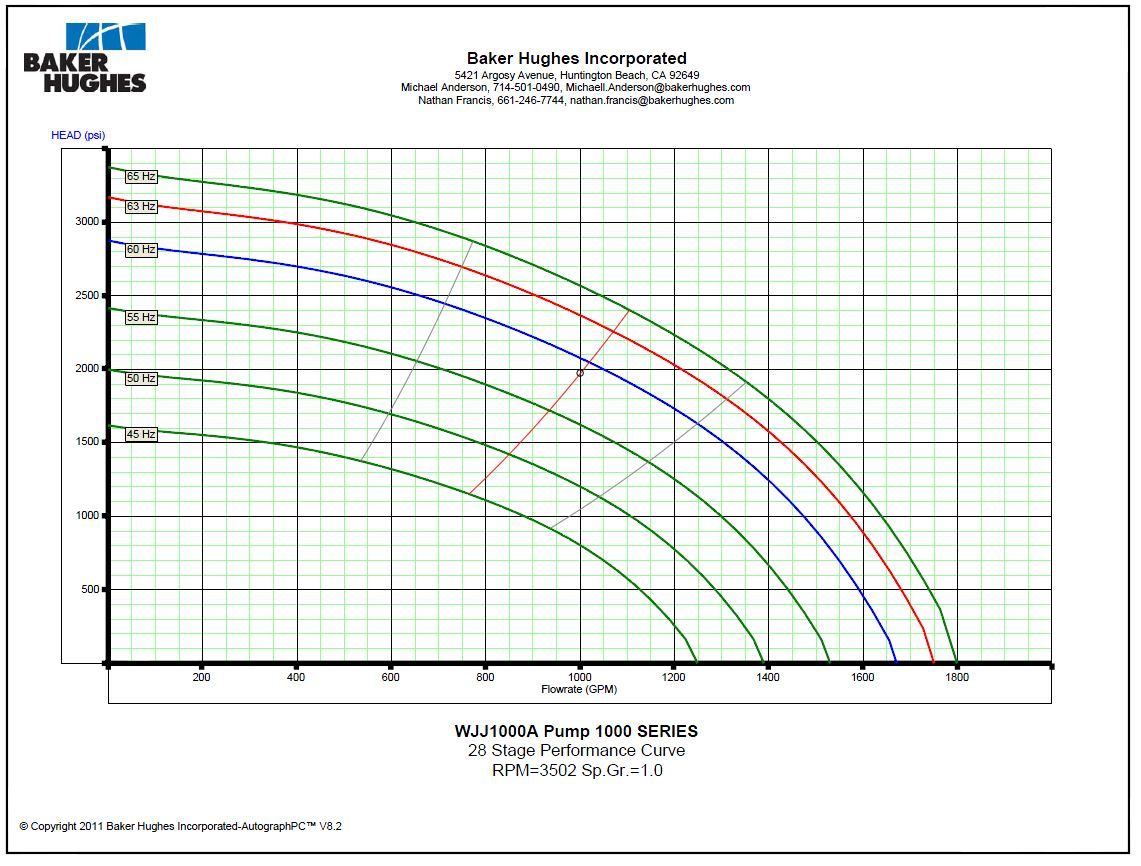 BAKER
HUGHES
Baker Hughes Incorporated
5421 Argosy Avenue, Huntington Beach, CA 92649
Michael Anderson, 714-501-0490, Michaell.Anderson@bakerhughes.com
Nathan Francis, 661-246-7744, nathan.francis@bakerhughes.com
HEAD (psi)
65 Hz
63 Hz
3000
60 Hz
2500
55 Hz
2000
50 Hz
1500
45 Hz
1000
500
200 400 600 800 1000 1200 1400 1600 1800
Flowrate (GPM)
WJJ1000A Pump 1000 SERIES
28 Stage Performance Curve
RPM=3502 Sp.Gr.=1.0
© Copyright 2011 Baker Hughes Incorporated-AutographPC™ V8.2